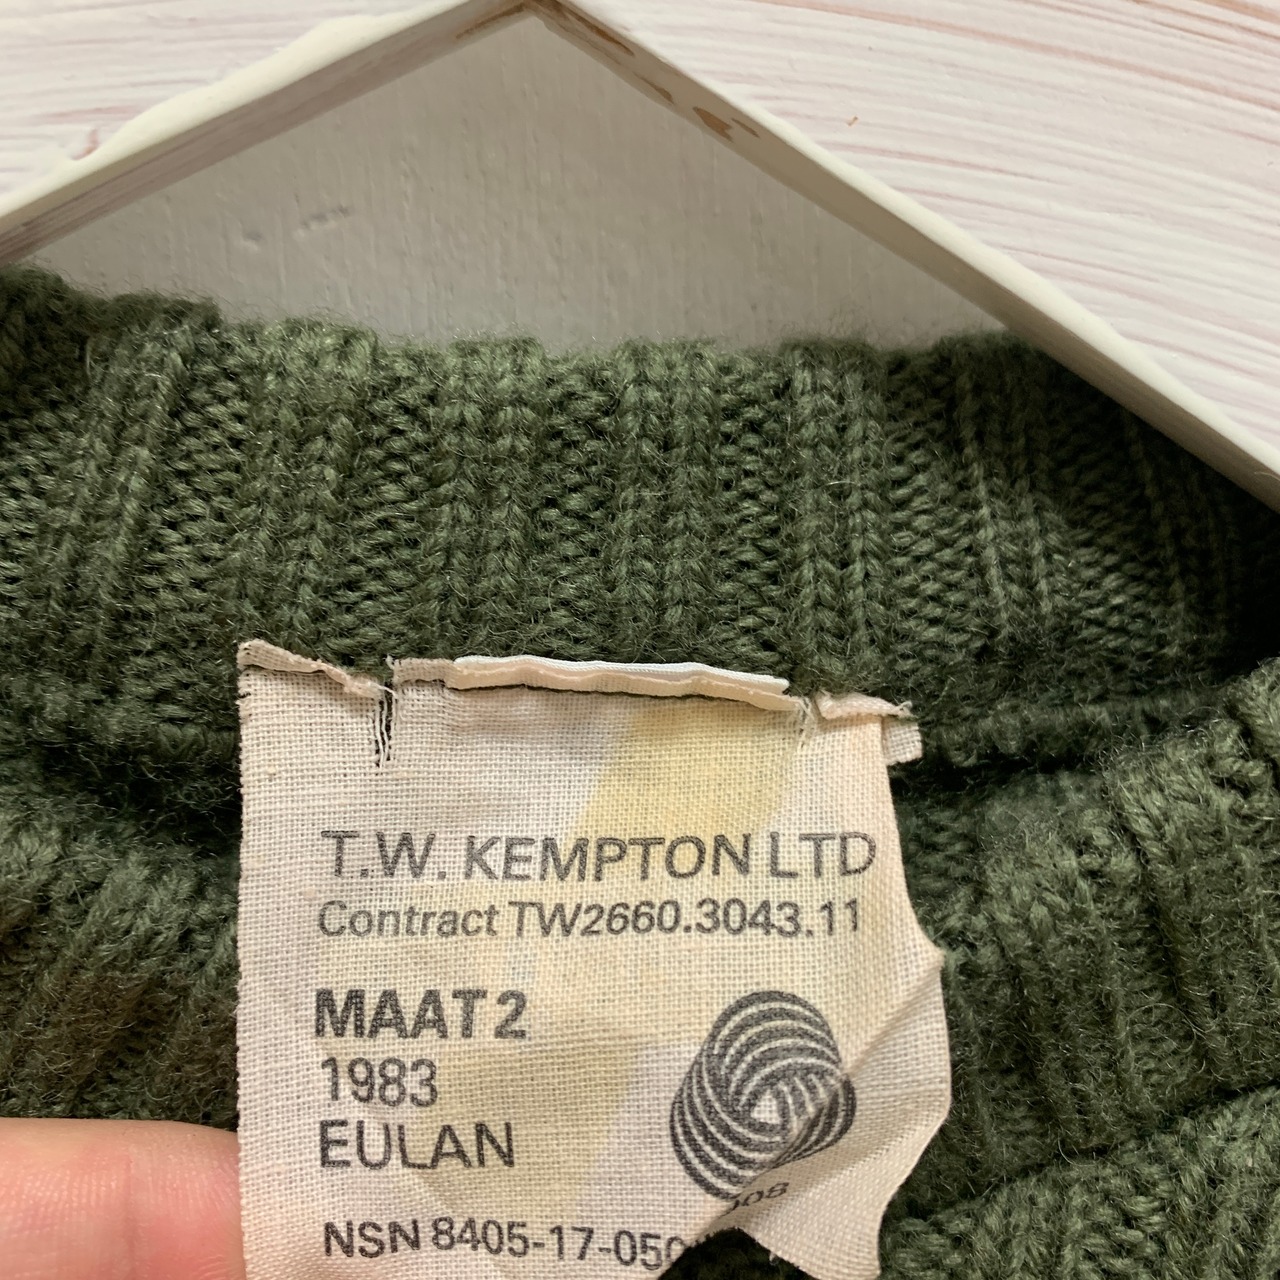 T.W. KEMPTON LTD
Contract TW2660.3043.11
MAAT 2
1983
EULAN
NSN 8405-17-050